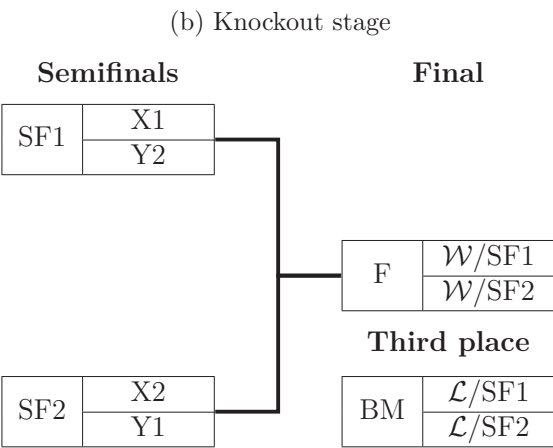 (b) Knockout stage
Semifinals Final
SF1 X1
Y2
F 𝒲/SF1
𝒲/SF2
Third place
SF2 X2
Y1
BM ℒ/SF1
ℒ/SF2